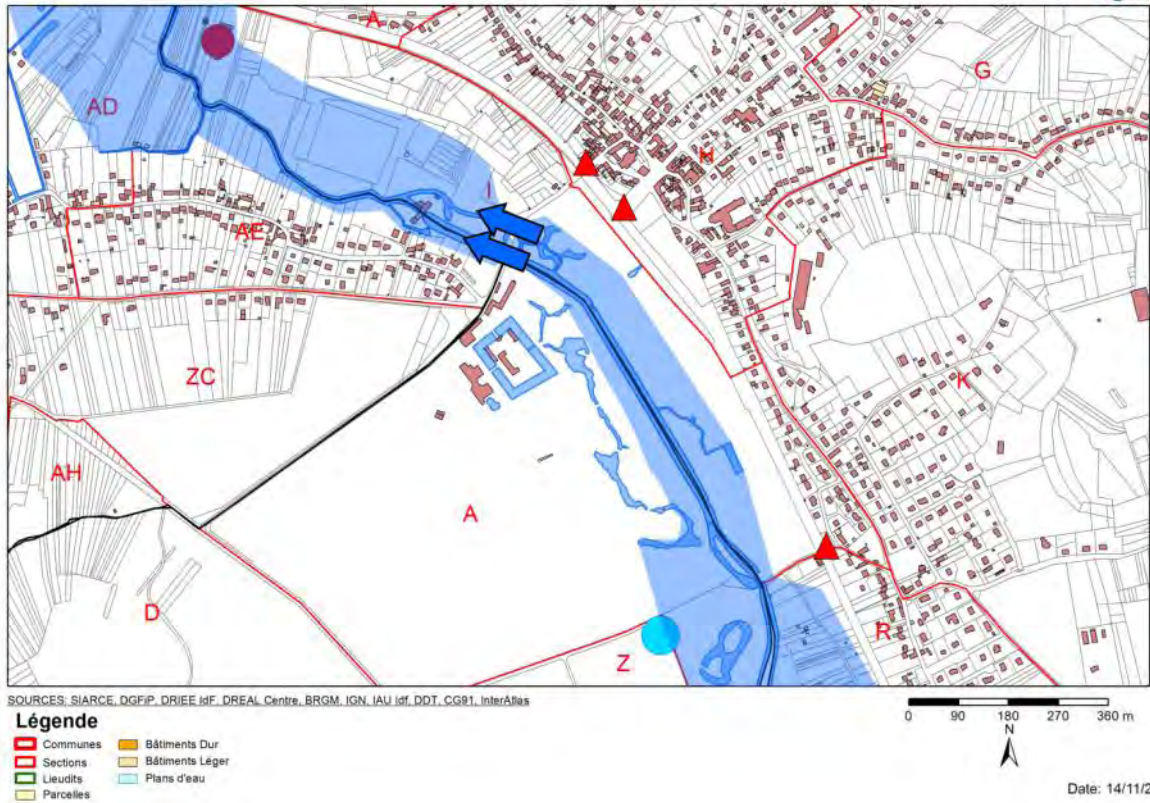 A
G
AD
H
I
AE
ZC
K
AH
A
D
R
Z
SOURCES: SIARCE, DGFiP, DRIEE IdF, DREAL Centre, BRGM, IGN, IAU Idf, DDT, CG91, InterAtlas
Légende
Communes
Sections
Lieudits
Parcelles
Bâtiments Dur
Bâtiments Léger
Plans d'eau
0 90 180 270 360 m
N
Date: 14/11/2